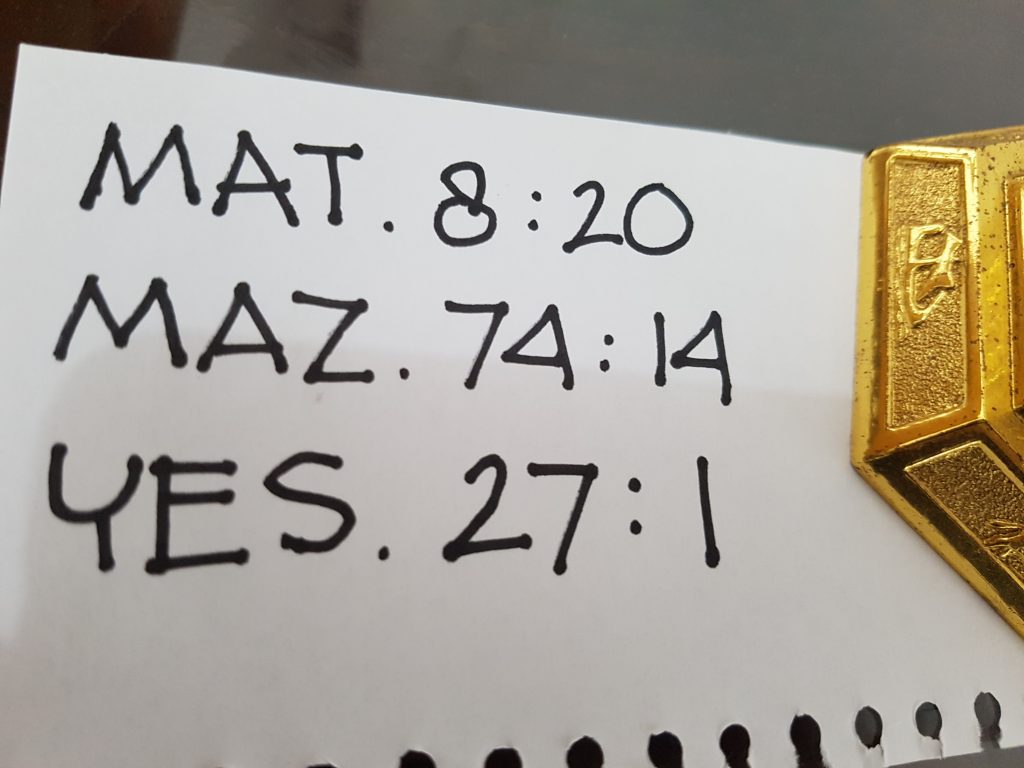 MAT. 8:20
MAZ. 74:14
YES. 27:1